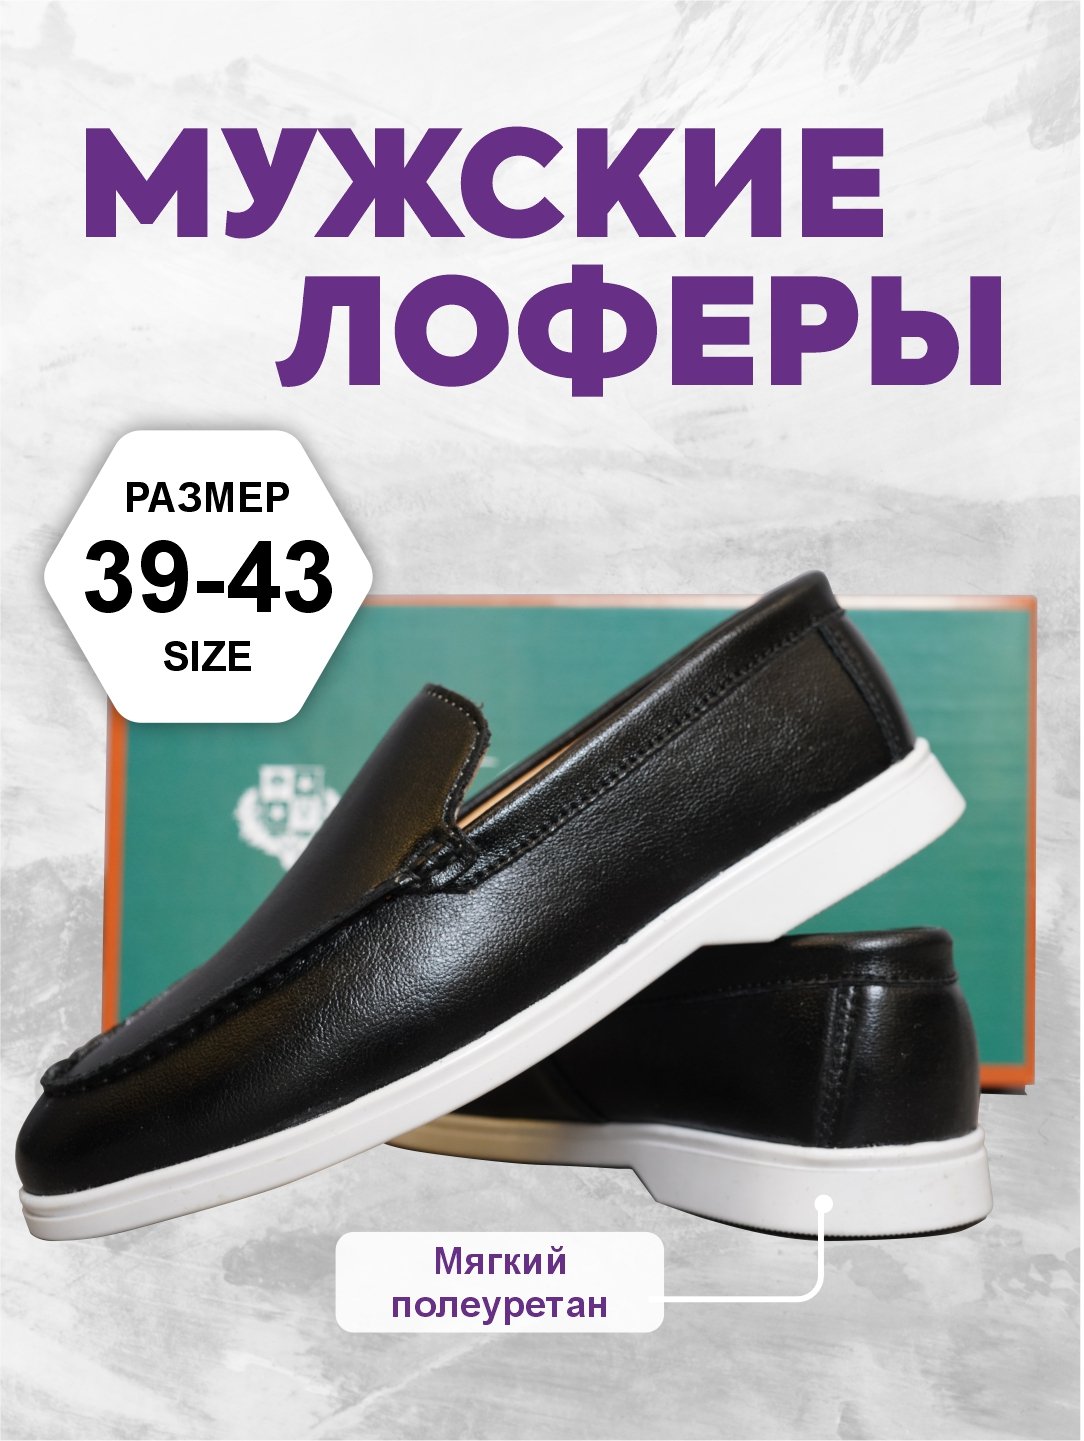 МУЖСКИЕ
ЛОФЕРЫ
РАЗМЕР
39-43
SIZE
Мягкий
полеуретан